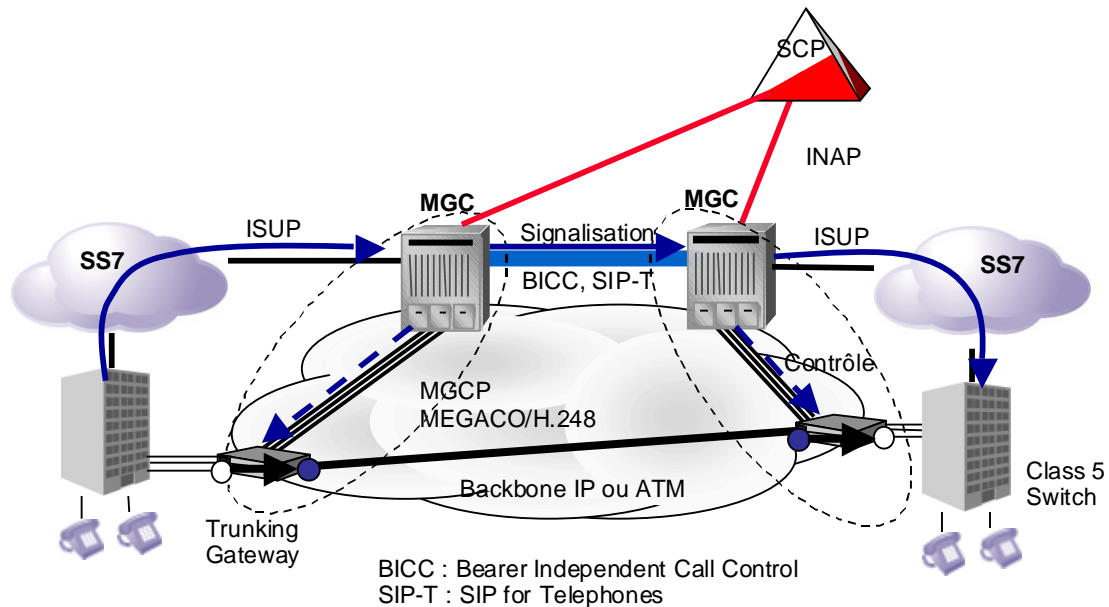 SCP
INAP
MGC
MGC
ISUP
Signalisation
ISUP
SS7
SS7
BICC, SIP-T
Contrôle
MGCP
MEGACO/H.248
Backbone IP ou ATM
Class 5
Switch
Trunking
Gateway
BICC : Bearer Independent Call Control
SIP-T : SIP for Telephones